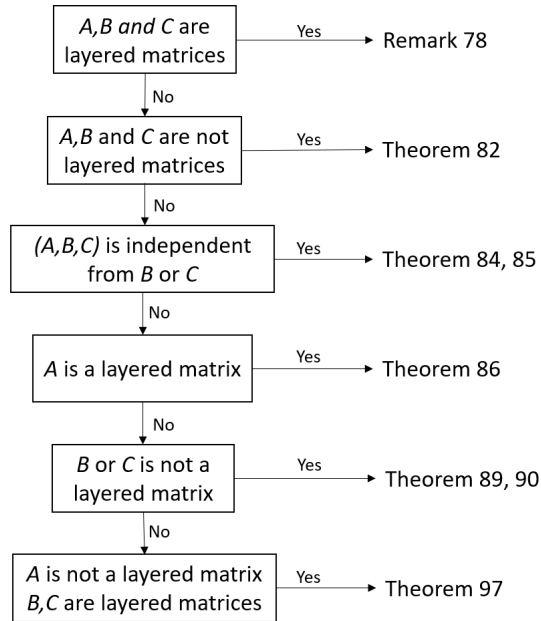 A,B and C are
layered matrices
Yes
Remark 78
No
A,B and C are not
layered matrices
Yes
Theorem 82
No
(A,B,C) is independent
from B or C
Yes
Theorem 84, 85
No
A is a layered matrix
Yes
Theorem 86
No
B or C is not a
layered matrix
Yes
Theorem 89, 90
No
A is not a layered matrix
B,C are layered matrices
Yes
Theorem 97